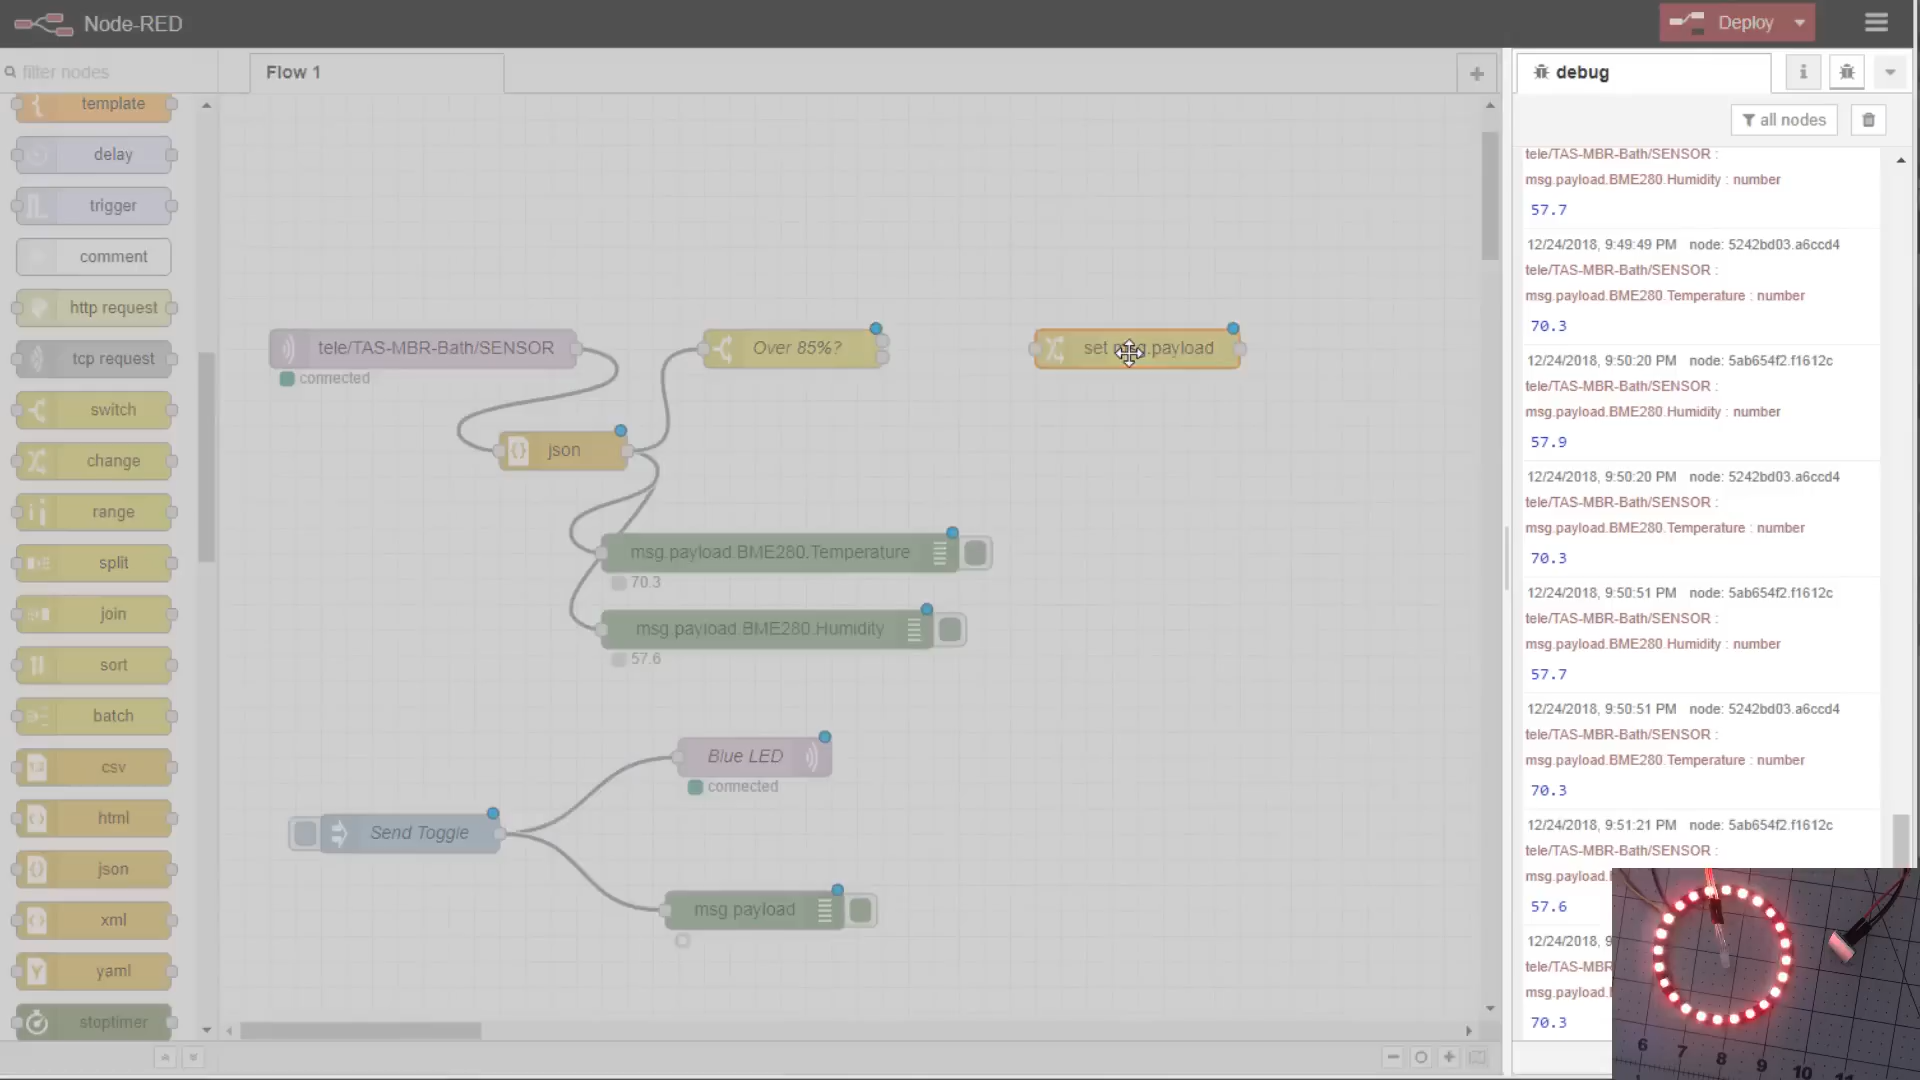 Node-RED
Deploy
filter nodes
Flow 1
debug
all nodes
template
delay
trigger
comment
http request
tcp request
switch
change
range
split
join
sort
batch
csv
html
json
xml
yaml
stoptimer
tele/TAS-MBR-Bath/SENSOR
connected
Over 85%?
set msg.payload
json
msg.payload.BME280.Temperature
70.3
msg.payload.BME280.Humidity
57.6
Blue LED
connected
Send Toggle
msg.payload
tele/TAS-MBR-Bath/SENSOR :
msg.payload.BME280.Humidity : number
57.7
12/24/2018, 9:49:49 PM node: 5242bd03.a6ccd4
tele/TAS-MBR-Bath/SENSOR :
msg.payload.BME280.Temperature : number
70.3
12/24/2018, 9:50:20 PM node: 5ab654f2.f1612c
tele/TAS-MBR-Bath/SENSOR :
msg.payload.BME280.Humidity : number
57.9
12/24/2018, 9:50:20 PM node: 5242bd03.a6ccd4
tele/TAS-MBR-Bath/SENSOR :
msg.payload.BME280.Temperature : number
70.3
12/24/2018, 9:50:51 PM node: 5ab654f2.f1612c
tele/TAS-MBR-Bath/SENSOR :
msg.payload.BME280.Humidity : number
57.7
12/24/2018, 9:50:51 PM node: 5242bd03.a6ccd4
tele/TAS-MBR-Bath/SENSOR :
msg.payload.BME280.Temperature : number
70.3
12/24/2018, 9:51:21 PM node: 5ab654f2.f1612c
tele/TAS-MBR-Bath/SENSOR :
msg.payload.
57.6
12/24/2018, 9
tele/TAS-MBR
msg.payload.
70.3
6 7 8 9 10